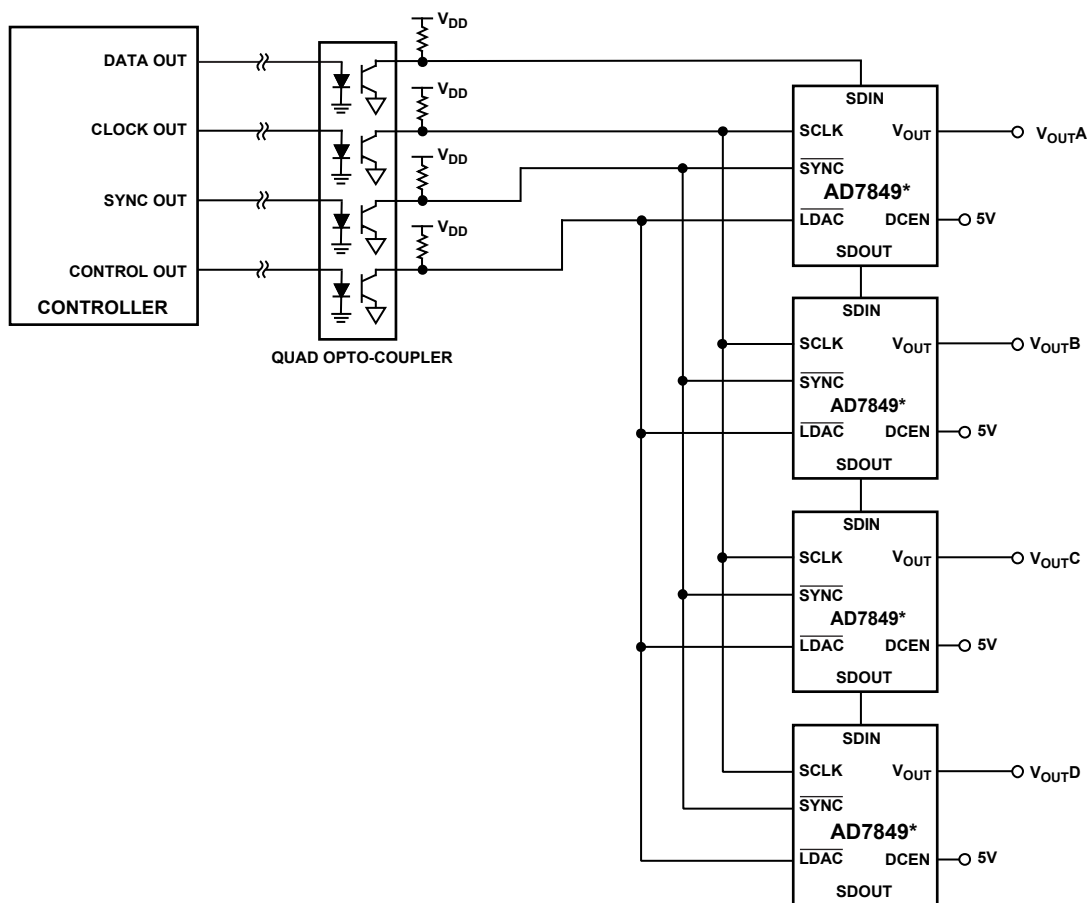 DATA OUT
CLOCK OUT
SYNC OUT
CONTROL OUT
CONTROLLER
QUAD OPTO-COUPLER
VDD
VDD
VDD
VDD
SDIN
SCLK
VOUT
VOUTA
SYNC
AD7849*
LDAC
DCEN
5V
SDOUT
SDIN
SCLK
VOUT
VOUTB
SYNC
AD7849*
LDAC
DCEN
5V
SDOUT
SDIN
SCLK
VOUT
VOUTC
SYNC
AD7849*
LDAC
DCEN
5V
SDOUT
SDIN
SCLK
VOUT
VOUTD
SYNC
AD7849*
LDAC
DCEN
5V
SDOUT